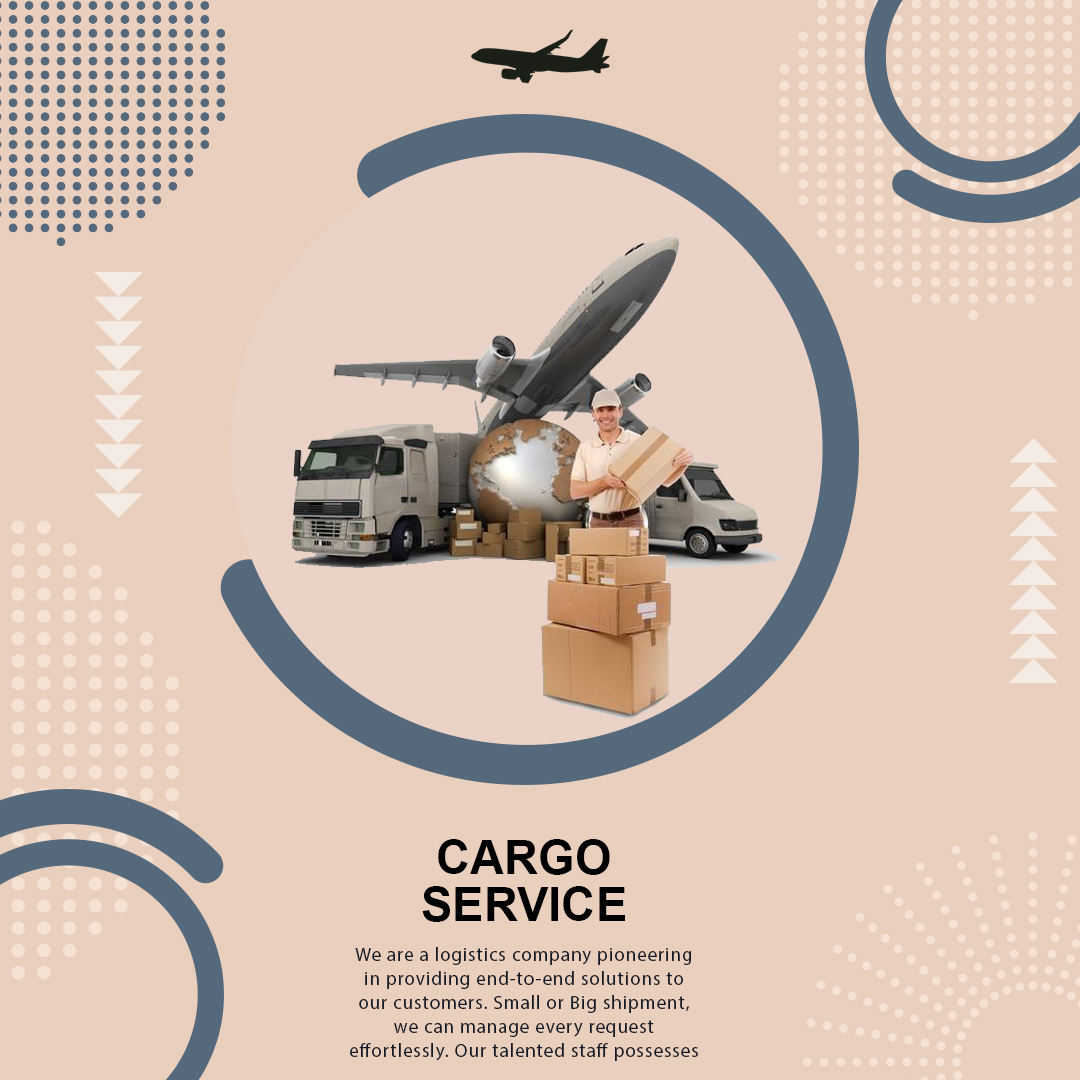 CARGO
SERVICE
We are a logistics company pioneering
in providing end-to-end solutions to
our customers. Small or Big shipment,
we can manage every request
effortlessly. Our talented staff possesses